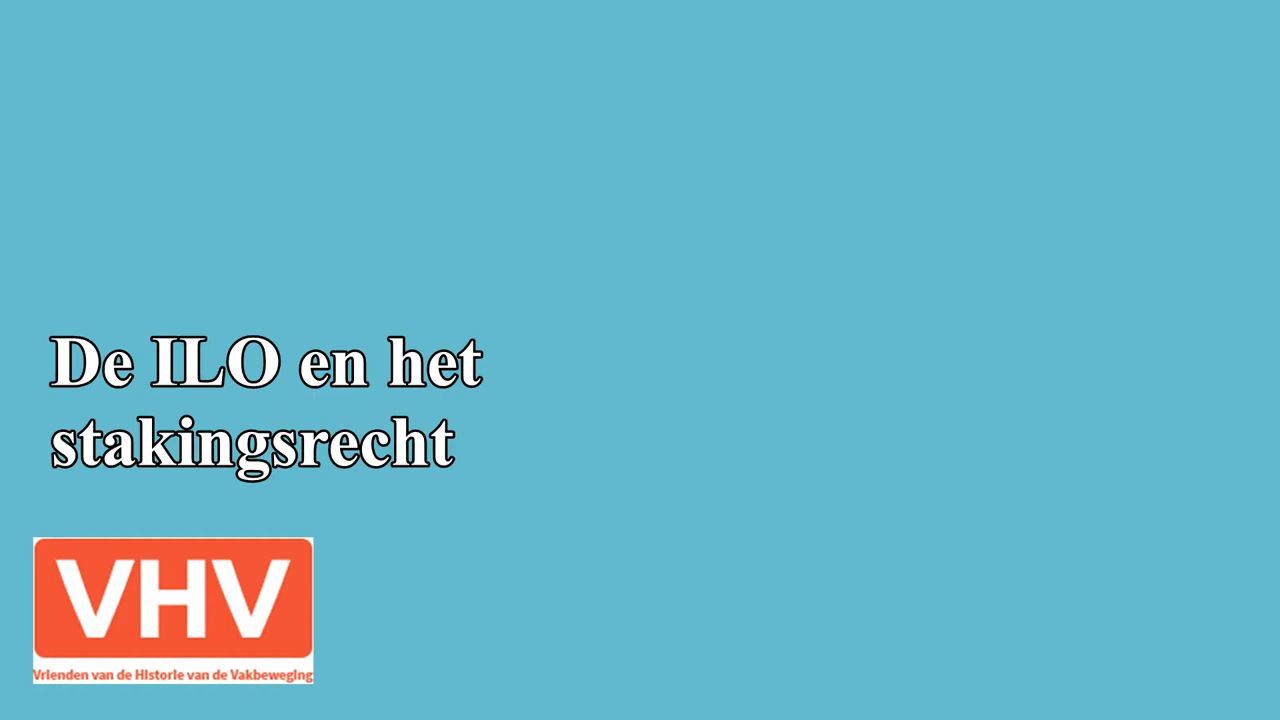 De ILO en het
stakingsrecht
VHV
Vrienden van de Historie van de Vakbeweging